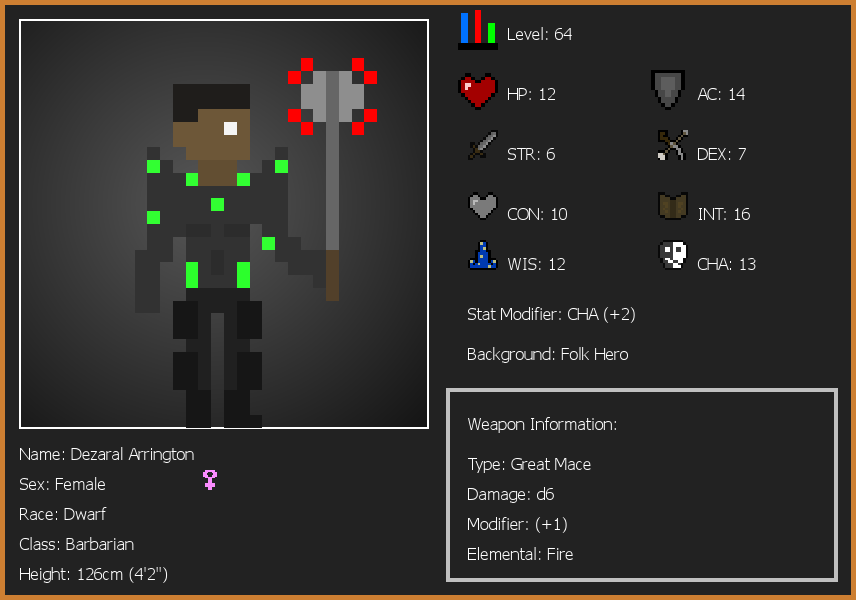 Level: 64
HP: 12
AC: 14
STR: 6
DEX: 7
CON: 10
INT: 16
WIS: 12
CHA: 13
Stat Modifier: CHA (+2)
Background: Folk Hero
Weapon Information:
Type: Great Mace
Damage: d6
Modifier: (+1)
Elemental: Fire
Name: Dezaral Arrington
Sex: Female
Race: Dwarf
Class: Barbarian
Height: 126cm (4'2")